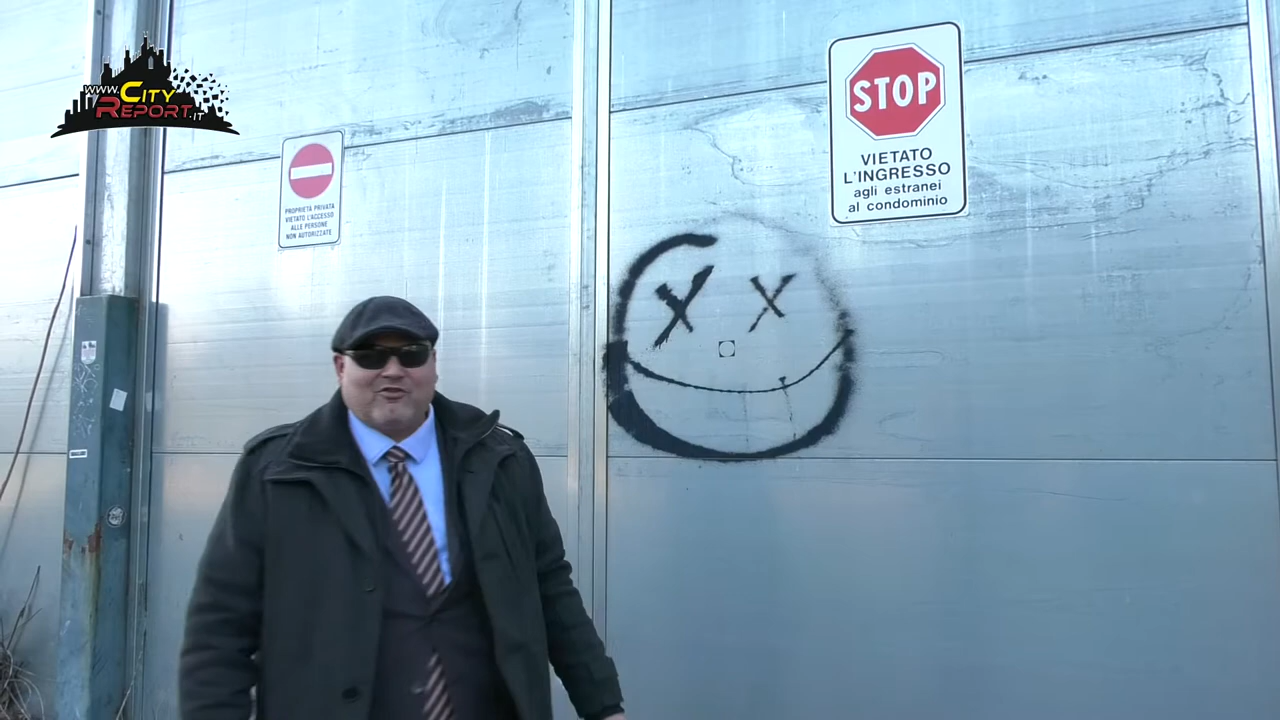 www.CITY
REPORT.IT
PROPRIETÀ PRIVATA
VIETATO L'ACCESSO
ALLE PERSONE
NON AUTORIZZATE
STOP
VIETATO
L'INGRESSO
agli estranei
al condominio